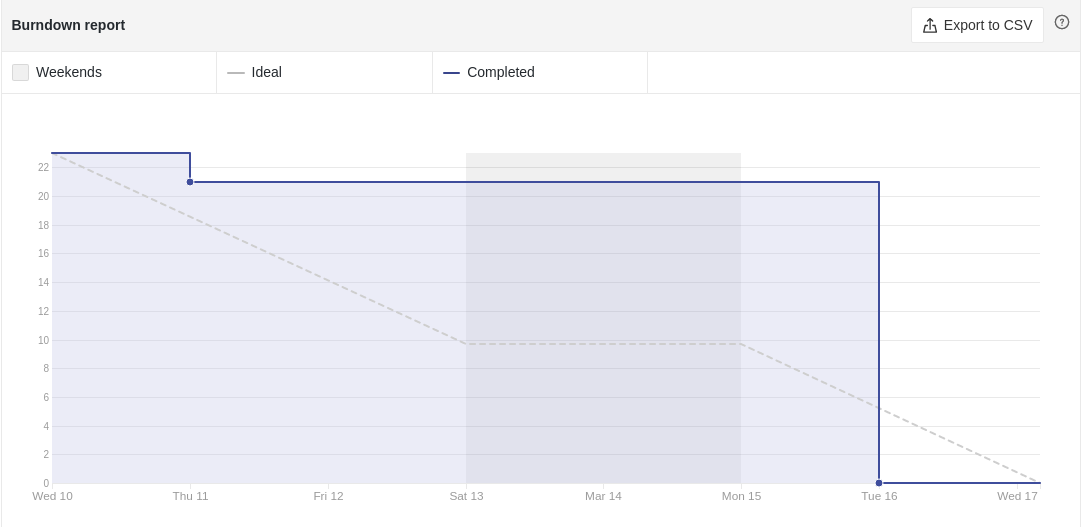 Burndown report
Export to CSV
Weekends
Ideal
Completed
22
20
18
16
14
12
10
8
6
4
2
0
Wed 10 Thu 11 Fri 12 Sat 13 Mar 14 Mon 15 Tue 16 Wed 17